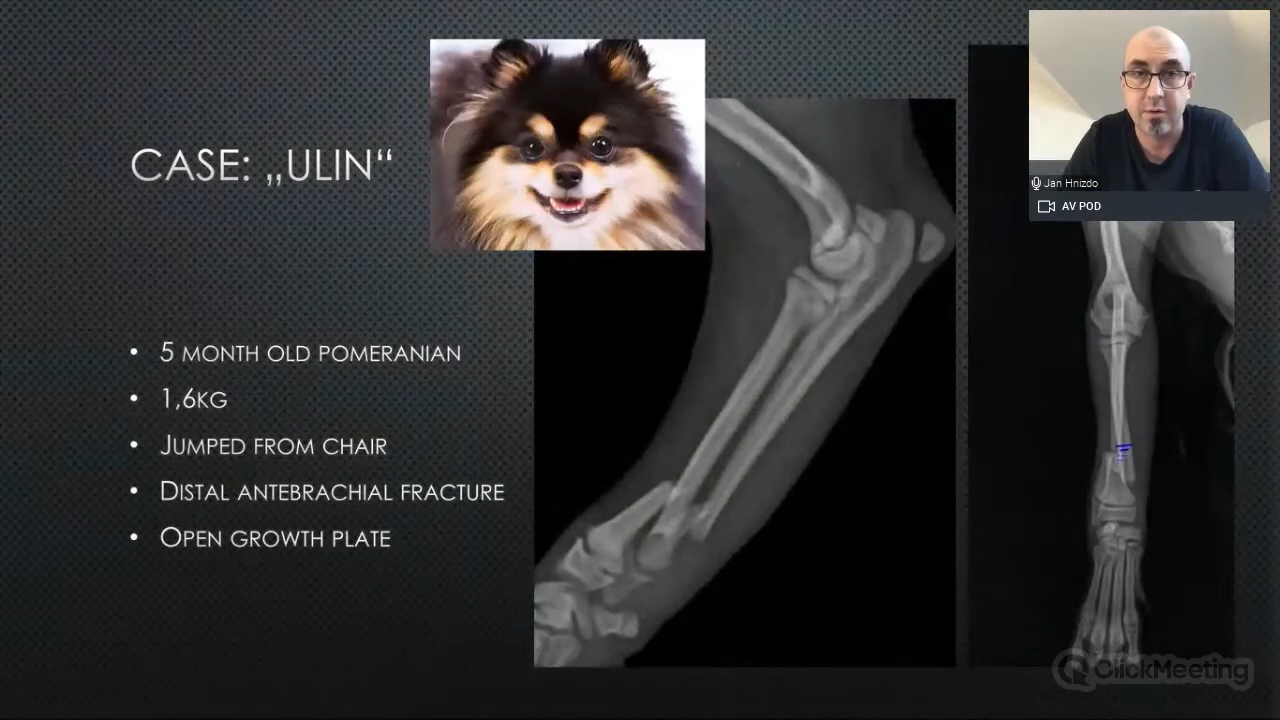 CASE: „ULIN“
• 5 MONTH OLD POMERANIAN
• 1,6KG
• JUMPED FROM CHAIR
• DISTAL ANTEBRACHIAL FRACTURE
• OPEN GROWTH PLATE
Jan Hnizdo
AV POD
ClickMeeting